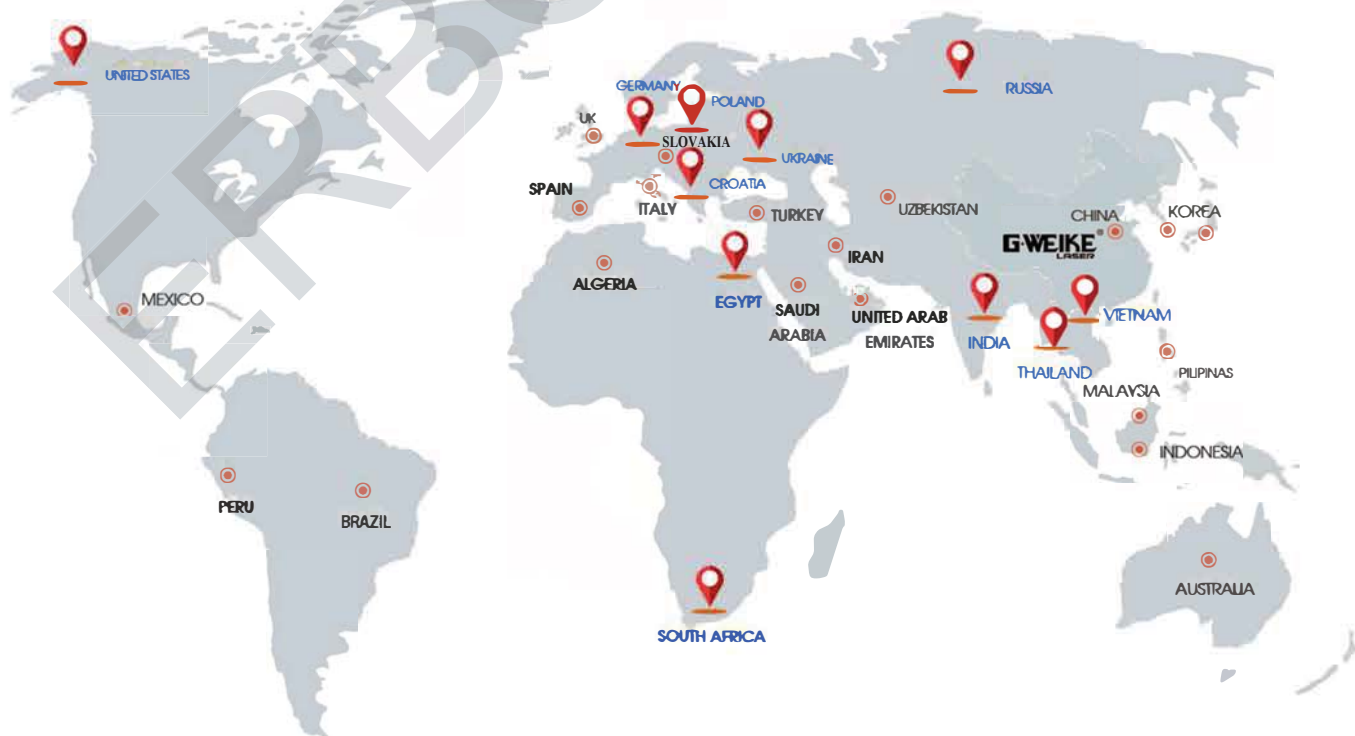 ERBO
UNITED STATES
GERMANY
POLAND
RUSSIA
UK
SLOVAKIA
UKRAINE
CROATIA
SPAIN
ITALY
TURKEY
UZBEKISTAN
CHINA
KOREA
G·WEIKE®
LASER
IRAN
ALGERIA
EGYPT
SAUDI
ARABIA
UNITED ARAB
EMIRATES
INDIA
VIETNAM
THAILAND
MEXICO
PILIPINAS
MALAYSIA
INDONESIA
PERU
BRAZIL
AUSTRALIA
SOUTH AFRICA